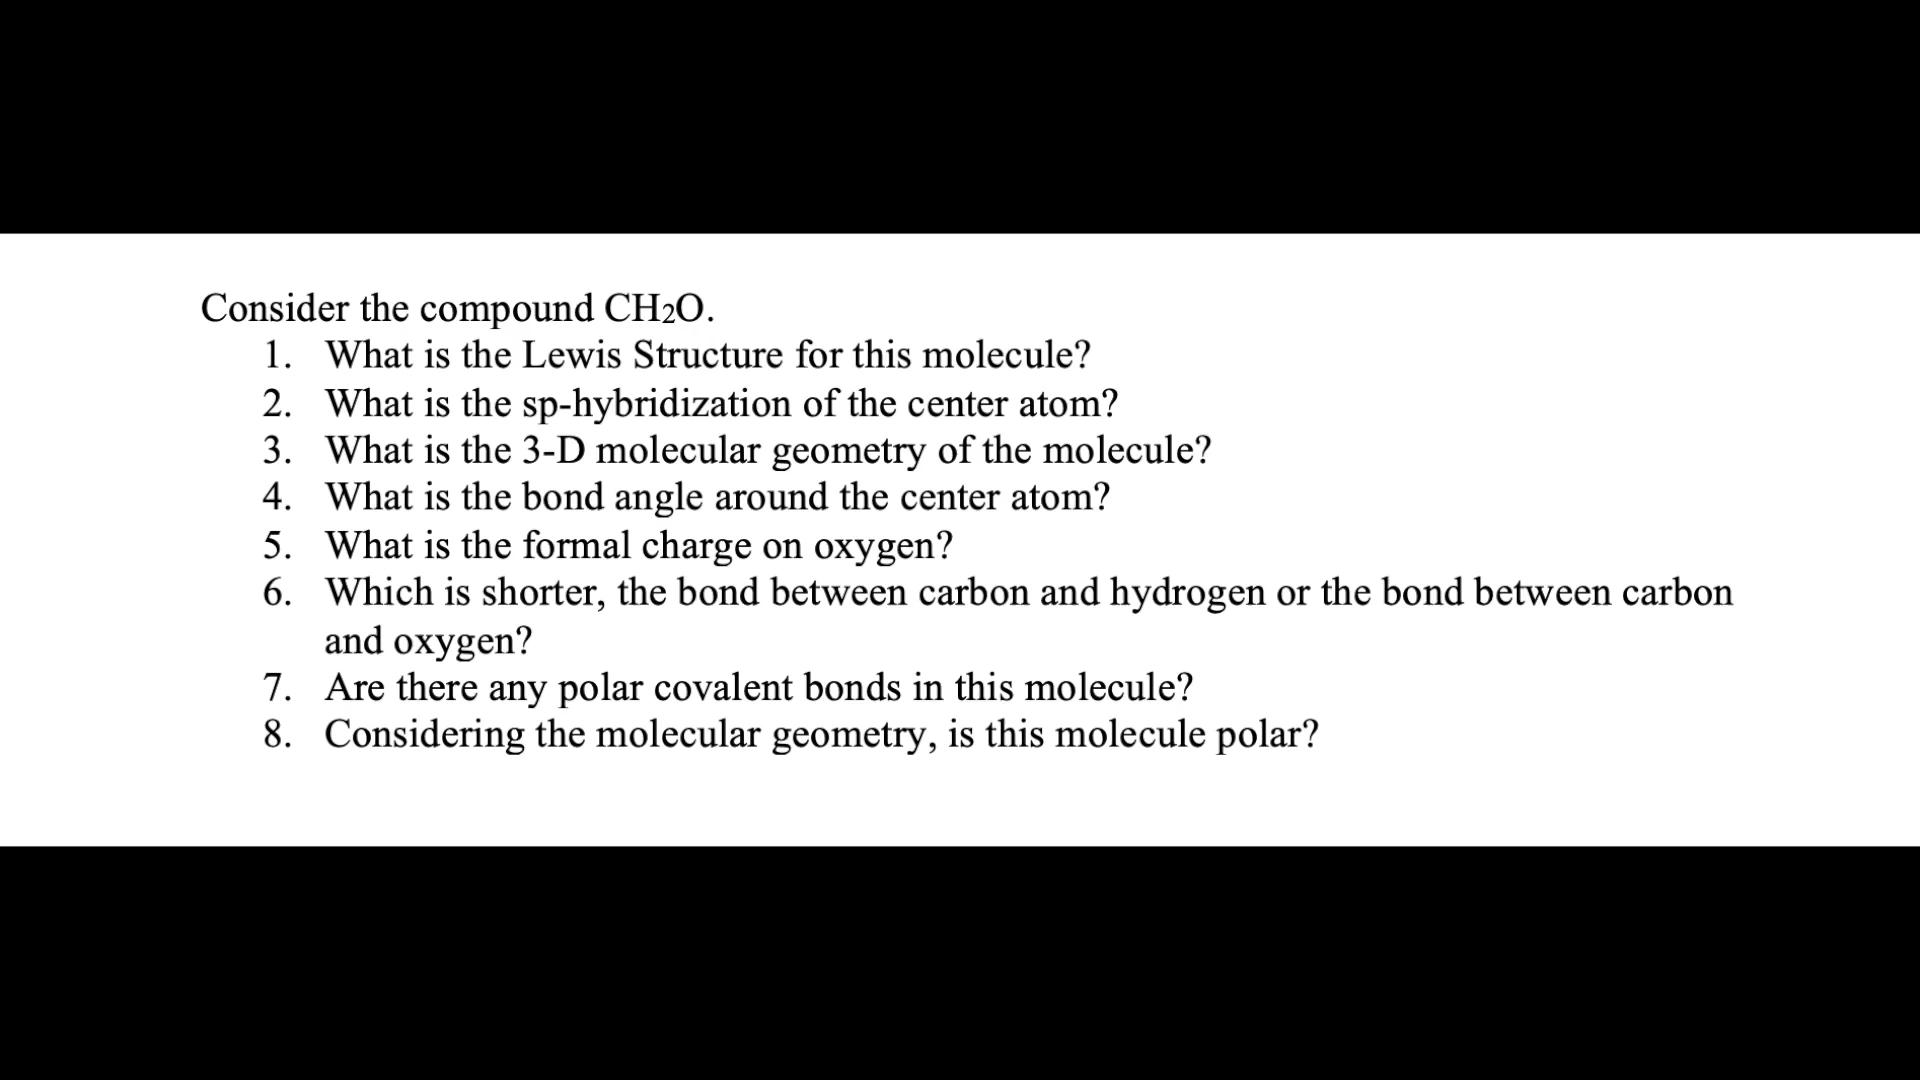 Consider the compound CH₂O.
1. What is the Lewis Structure for this molecule?
2. What is the sp-hybridization of the center atom?
3. What is the 3-D molecular geometry of the molecule?
4. What is the bond angle around the center atom?
5. What is the formal charge on oxygen?
6. Which is shorter, the bond between carbon and hydrogen or the bond between carbon
and oxygen?
7. Are there any polar covalent bonds in this molecule?
8. Considering the molecular geometry, is this molecule polar?